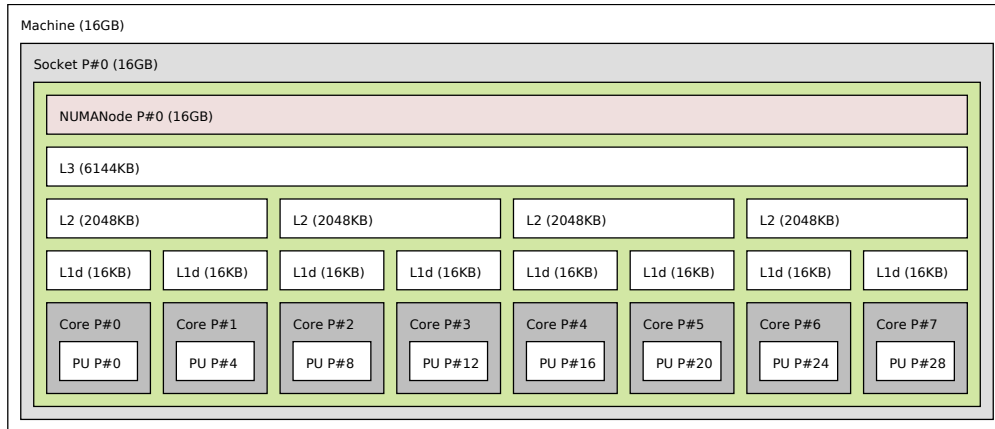 Machine (16GB)
Socket P#0 (16GB)
NUMANode P#0 (16GB)
L3 (6144KB)
L2 (2048KB) L2 (2048KB) L2 (2048KB) L2 (2048KB)
L1d (16KB) L1d (16KB) L1d (16KB) L1d (16KB) L1d (16KB) L1d (16KB) L1d (16KB) L1d (16KB)
Core P#0 Core P#1 Core P#2 Core P#3 Core P#4 Core P#5 Core P#6 Core P#7
PU P#0 PU P#4 PU P#8 PU P#12 PU P#16 PU P#20 PU P#24 PU P#28